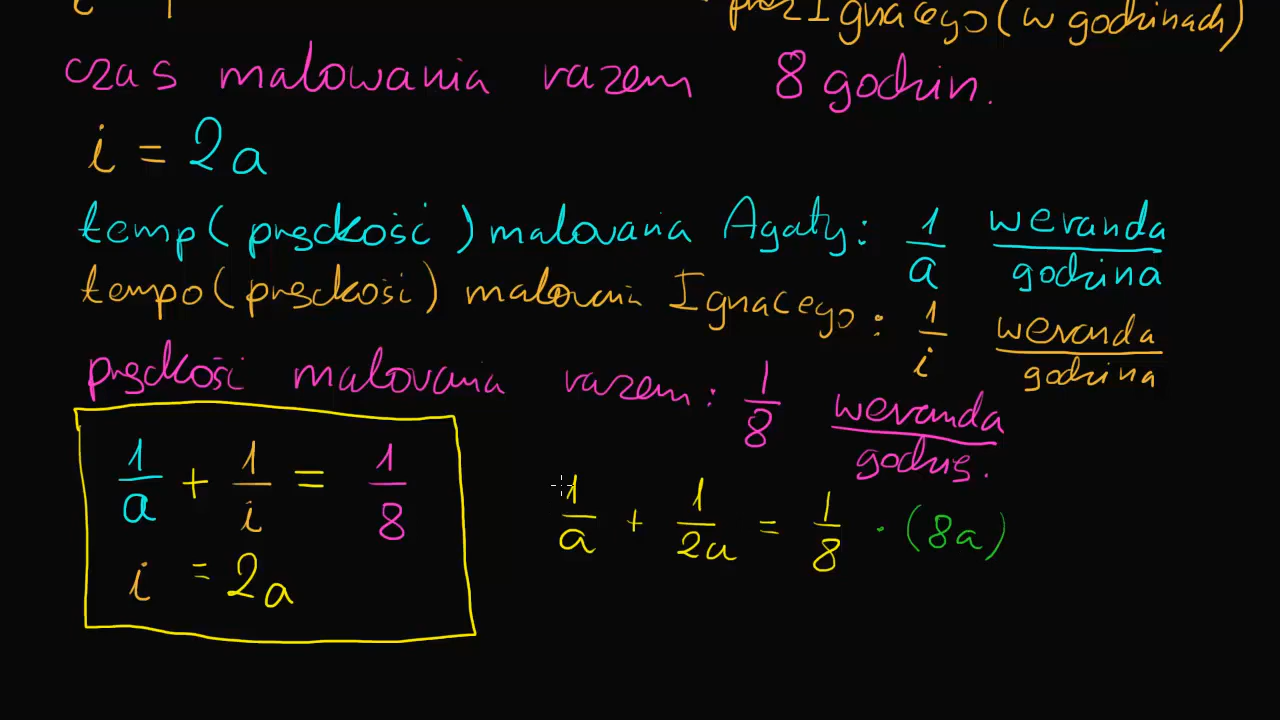 przez Ignacego (w godzinach)
czas malowania razem 8 godzin.
i = 2a
temp (prędkość) malowania Agaty: 1/a weranda/godzina
tempo (prędkość) malowania Ignacego: 1/i weranda/godzina
prędkość malowania razem: 1/8 weranda/godzinę.
1/a + 1/i = 1/8
i = 2a
1/a + 1/2a = 1/8 · (8a)